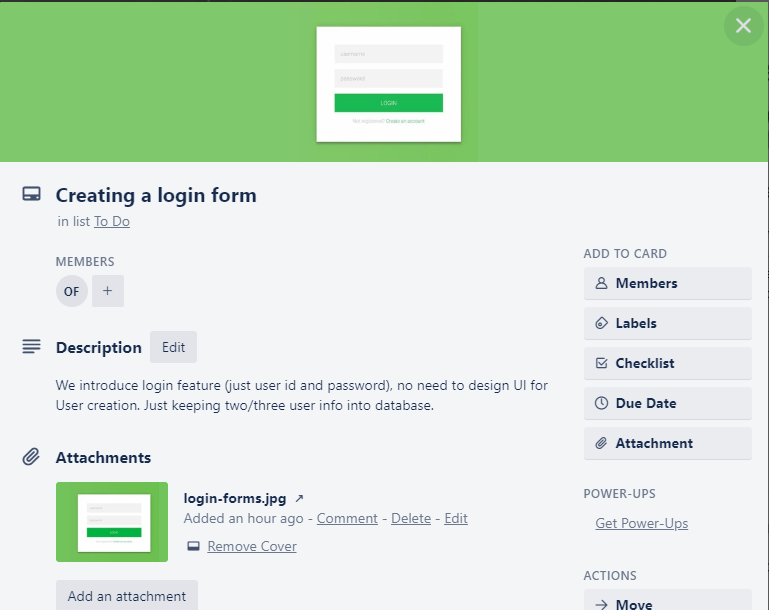 username
password
LOGIN
Not registered? Create an account
Creating a login form
in list To Do
MEMBERS
OF +
Description Edit
We introduce login feature (just user id and password), no need to design UI for
User creation. Just keeping two/three user info into database.
Attachments
login-forms.jpg ↗
Added an hour ago - Comment - Delete - Edit
Remove Cover
Add an attachment
ADD TO CARD
Members
Labels
Checklist
Due Date
Attachment
POWER-UPS
Get Power-Ups
ACTIONS
Move